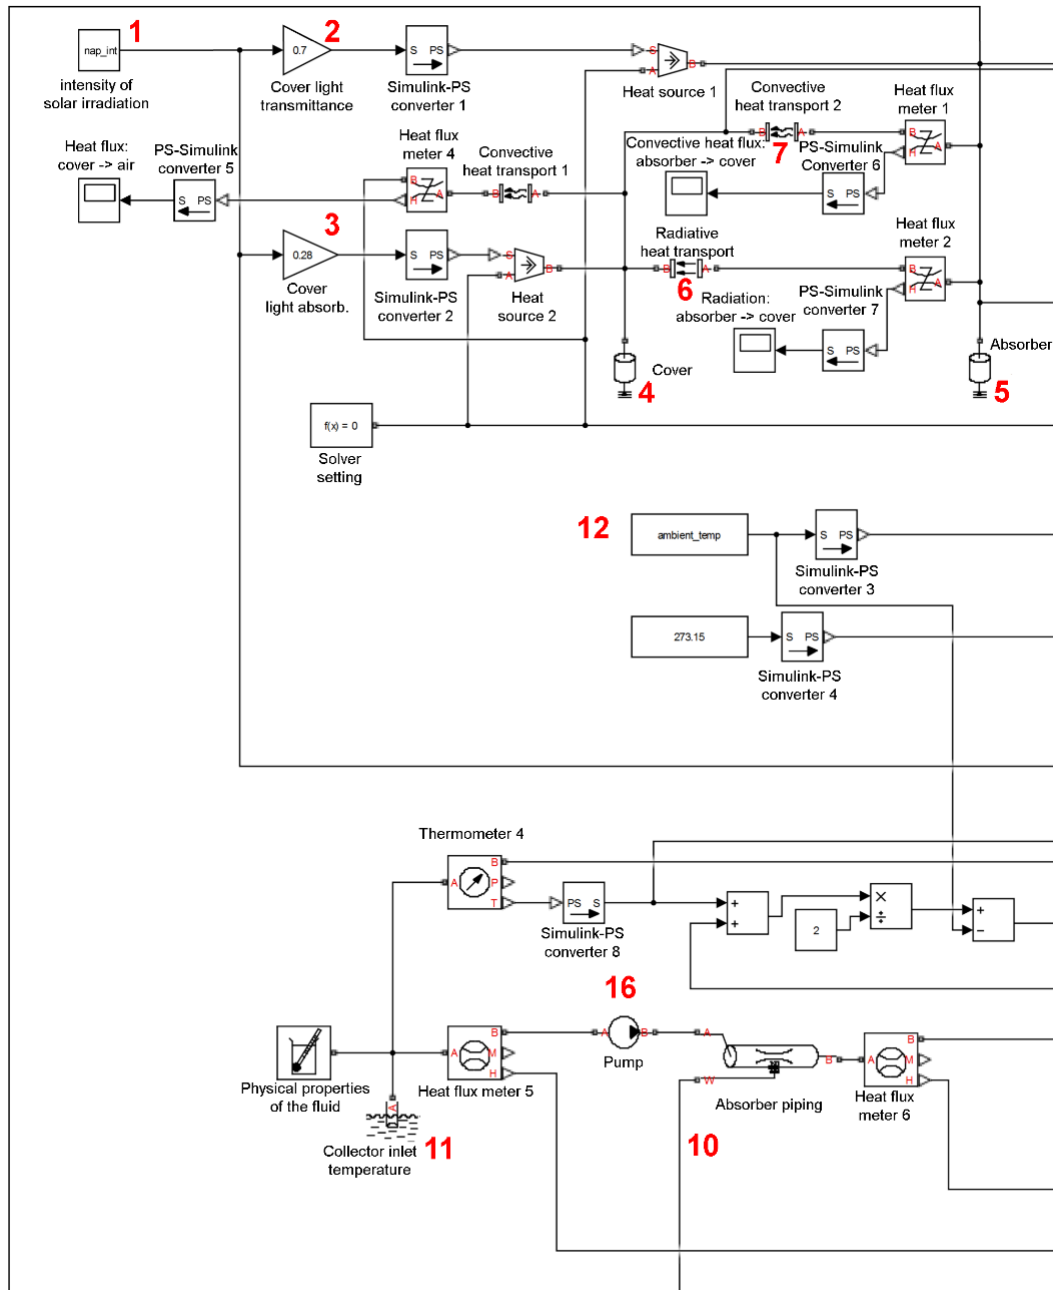 1
2
nap_int
0.7
S PS
S
A
B
intensity of
solar irradiation
Cover light
transmittance
Simulink-PS
converter 1
Heat source 1
Convective
heat transport 2
Heat flux
meter 1
B
A
B
H
A
7
Heat flux:
cover -> air
PS-Simulink
converter 5
S PS
Heat flux
meter 4
B
H
A
Convective
heat transport 1
B
A
Convective heat flux:
absorber -> cover
PS-Simulink
Converter 6
S PS
3
0.28
S PS
S
A
B
Cover
light absorb.
Simulink-PS
converter 2
Heat
source 2
Radiative
heat transport
B
A
6
Heat flux
meter 2
B
H
A
Radiation:
absorber -> cover
PS-Simulink
converter 7
S PS
Cover
4
Absorber
5
f(x) = 0
Solver
setting
12
ambient_temp
S PS
Simulink-PS
converter 3
273.15
S PS
Simulink-PS
converter 4
Thermometer 4
A
B
P
T
PS S
Simulink-PS
converter 8
+
+
2
×
÷
+
−
16
A
B
Pump
Physical properties
of the fluid
A
B
M
H
Heat flux meter 5
A
B
W
Absorber piping
A
B
M
H
Heat flux
meter 6
A
Collector inlet
temperature
11
10